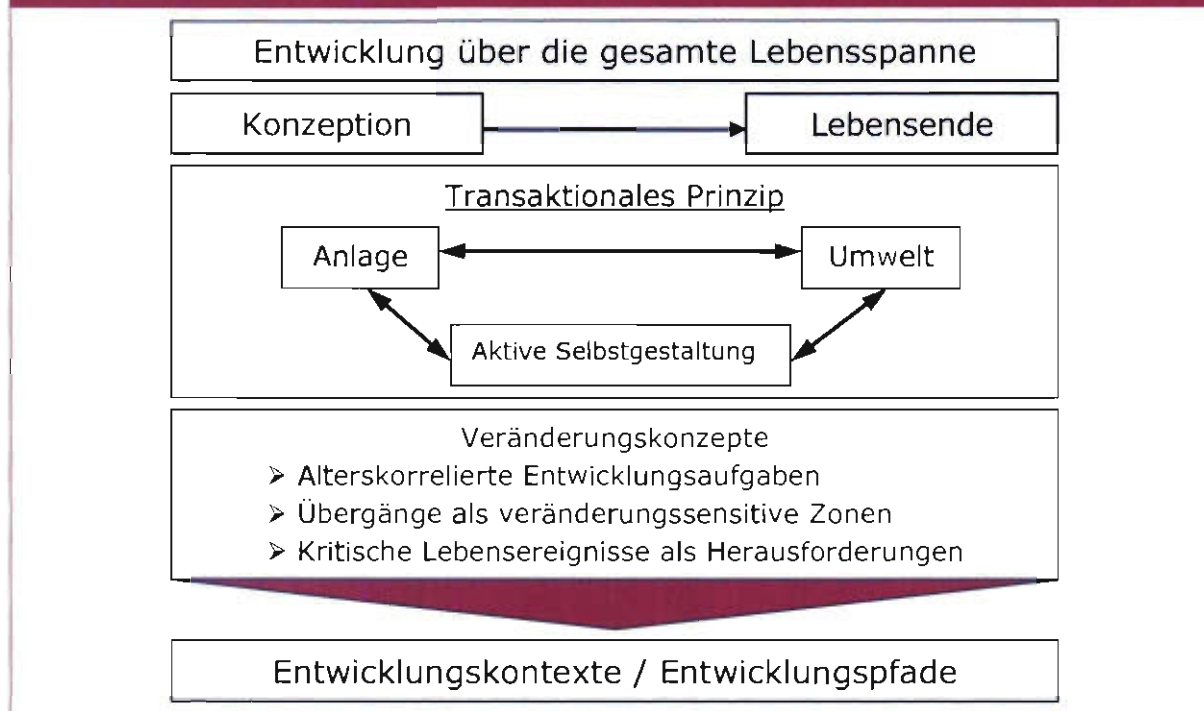 Entwicklung über die gesamte Lebensspanne
Konzeption
Lebensende
Transaktionales Prinzip
Anlage
Umwelt
Aktive Selbstgestaltung
Veränderungskonzepte
➢ Alterskorrelierte Entwicklungsaufgaben
➢ Übergänge als veränderungssensitive Zonen
➢ Kritische Lebensereignisse als Herausforderungen
Entwicklungskontexte / Entwicklungspfade